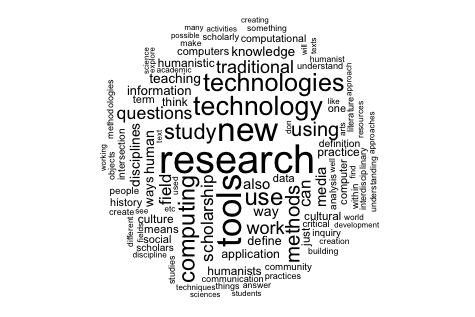 creating
many activities something
possible scholarly computational
make will texts
computers knowledge
science explore humanistic traditional humanist
academic understand
teaching technologies approach
information technology literature
term think like resources
methodologies questions one
text study new don using arts
disciplines definition approaches
intersection human practice
working research
objects ways field used data analysis well find interdisciplinary understanding
people scholarship tools also can media computer within
history computing use methods
create see etc way cultural world
culture critical development
different fields means work just inquiry
social define creation
scholars application building
discipline
studies humanists community
communication practices
techniques things answer
sciences students